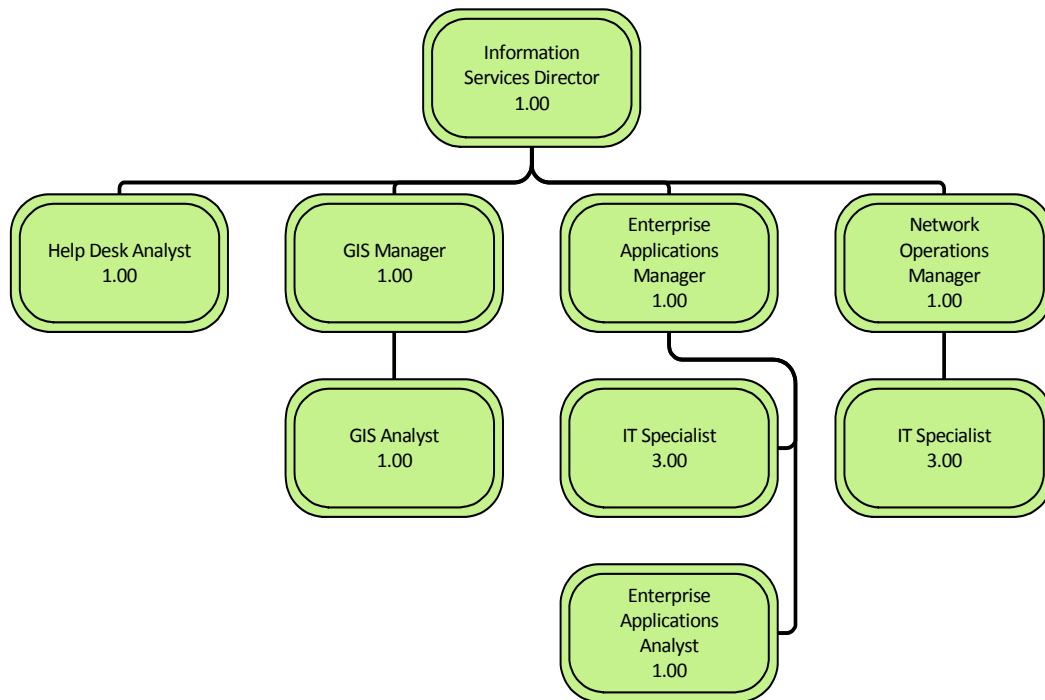 Information
Services Director
1.00
Help Desk Analyst
1.00
GIS Manager
1.00
Enterprise
Applications
Manager
1.00
Network
Operations
Manager
1.00
GIS Analyst
1.00
IT Specialist
3.00
IT Specialist
3.00
Enterprise
Applications
Analyst
1.00